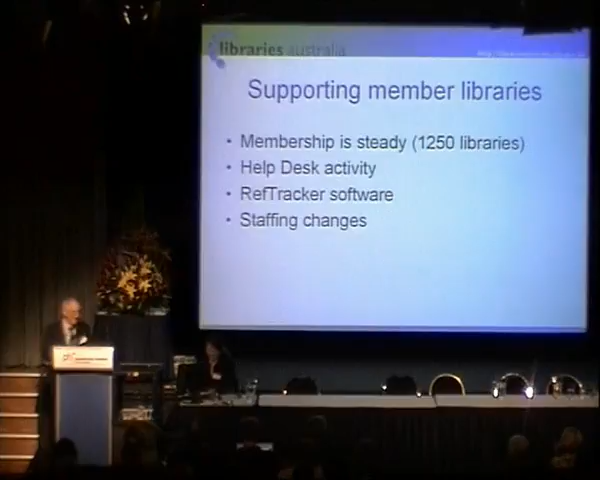 libraries australia
Supporting member libraries
• Membership is steady (1250 libraries)
• Help Desk activity
• RefTracker software
• Staffing changes